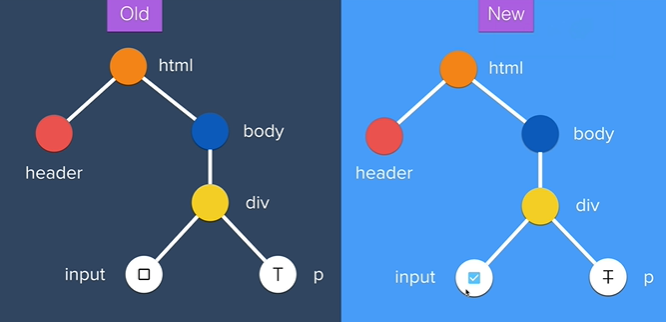 Old
html
header
body
div
input
T
p
New
html
header
body
div
input
T
p